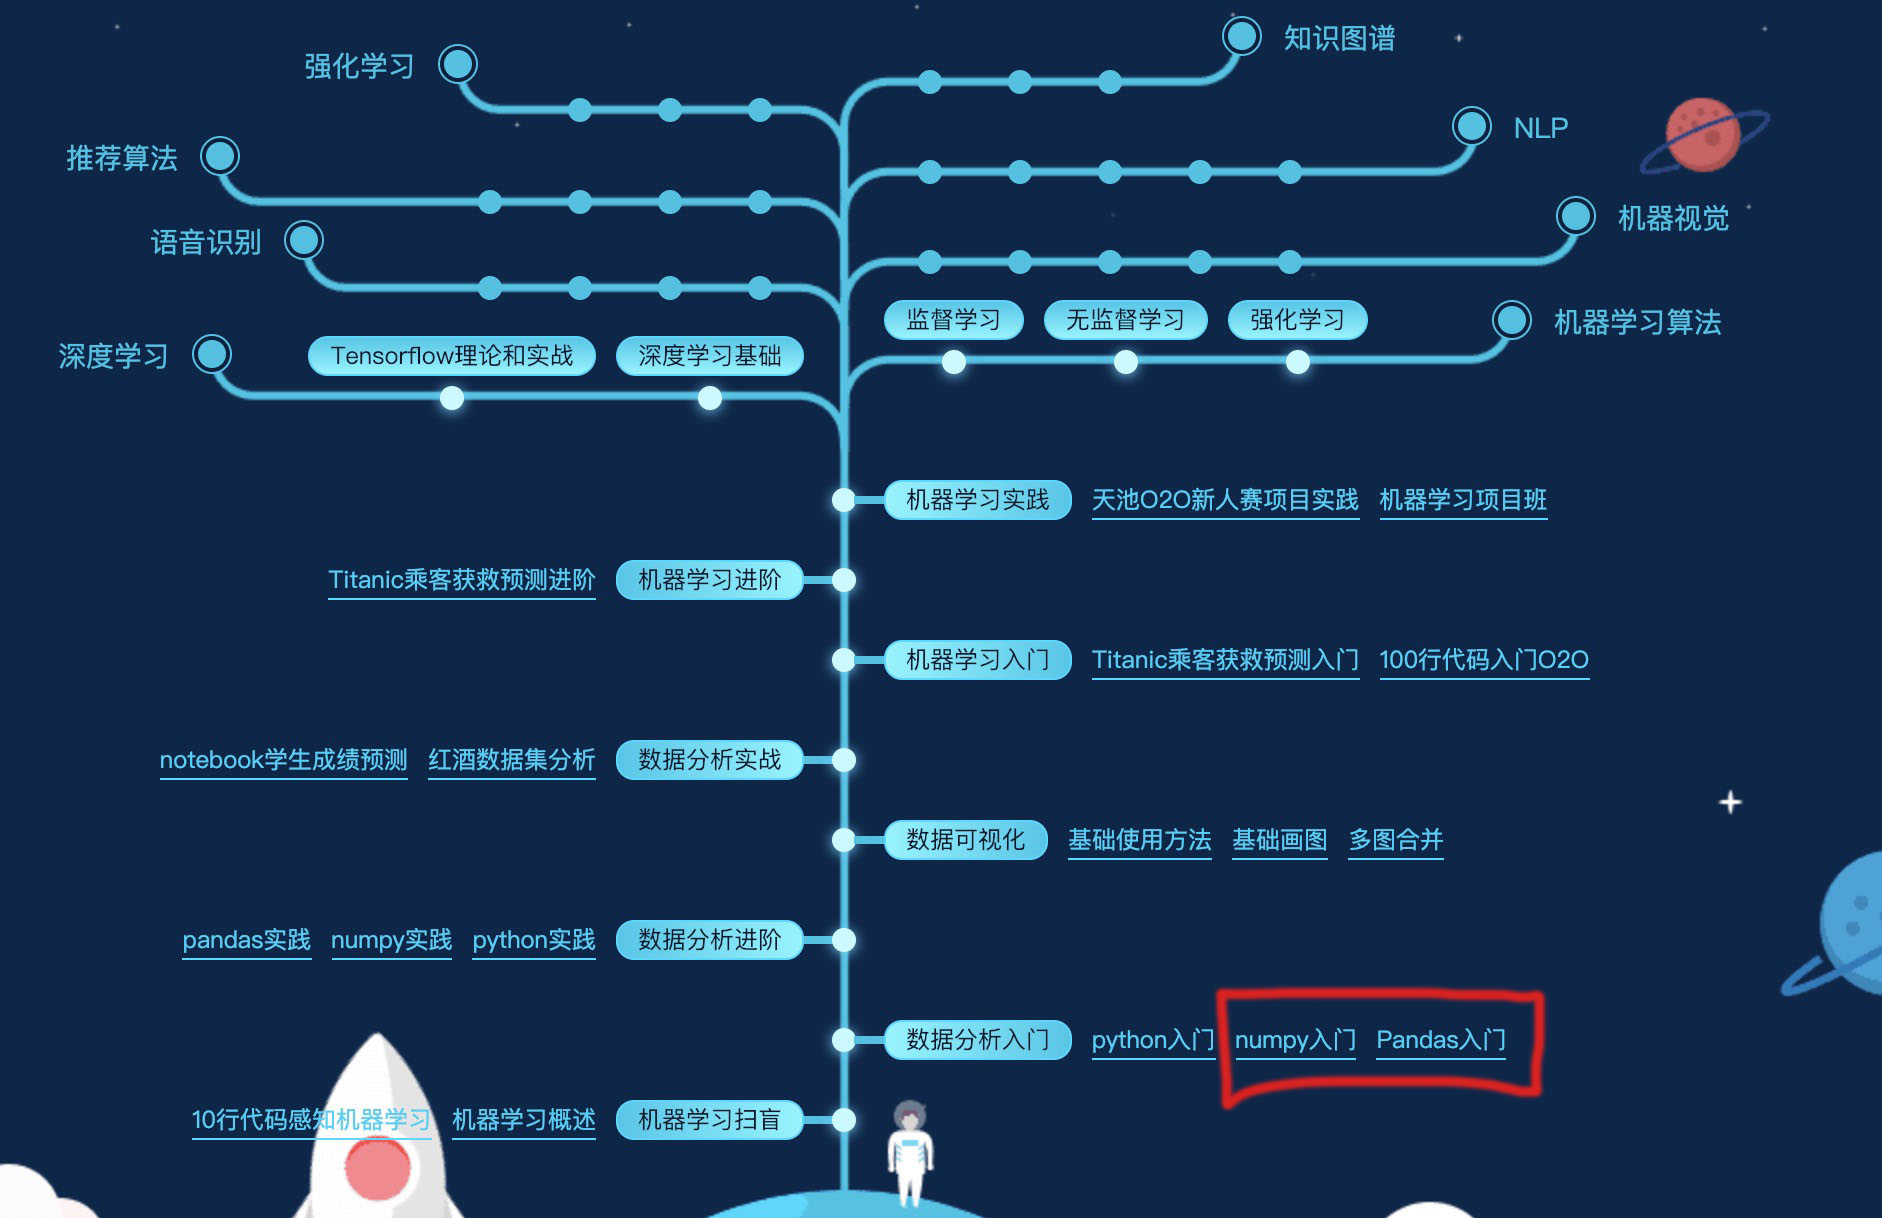 知识图谱
强化学习
NLP
推荐算法
机器视觉
语音识别
监督学习 无监督学习 强化学习 机器学习算法
深度学习 Tensorflow理论和实战 深度学习基础
机器学习实践 天池O2O新人赛项目实践 机器学习项目班
Titanic乘客获救预测进阶 机器学习进阶
机器学习入门 Titanic乘客获救预测入门 100行代码入门O2O
notebook学生成绩预测 红酒数据集分析 数据分析实战
数据可视化 基础使用方法 基础画图 多图合并
pandas实践 numpy实践 python实践 数据分析进阶
数据分析入门 python入门 numpy入门 Pandas入门
10行代码感知机器学习 机器学习概述 机器学习扫盲